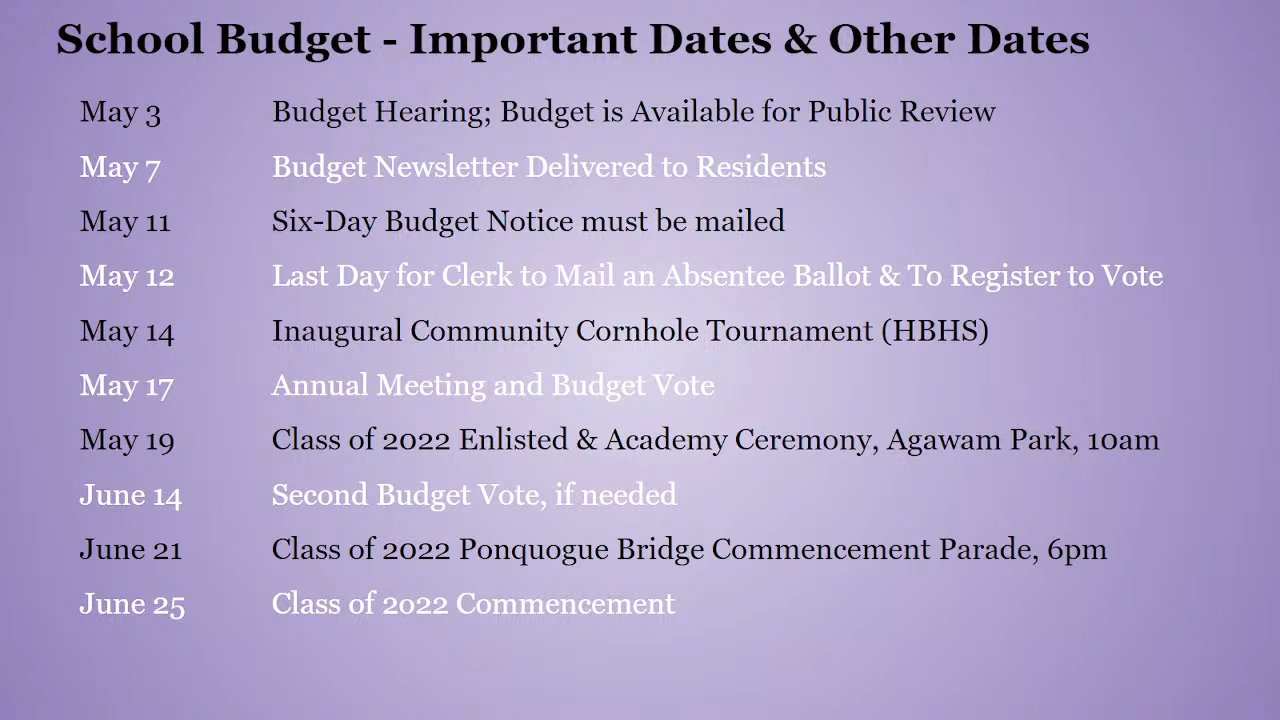 School Budget - Important Dates & Other Dates
May 3 Budget Hearing; Budget is Available for Public Review
May 7 Budget Newsletter Delivered to Residents
May 11 Six-Day Budget Notice must be mailed
May 12 Last Day for Clerk to Mail an Absentee Ballot & To Register to Vote
May 14 Inaugural Community Cornhole Tournament (HBHS)
May 17 Annual Meeting and Budget Vote
May 19 Class of 2022 Enlisted & Academy Ceremony, Agawam Park, 10am
June 14 Second Budget Vote, if needed
June 21 Class of 2022 Ponquogue Bridge Commencement Parade, 6pm
June 25 Class of 2022 Commencement